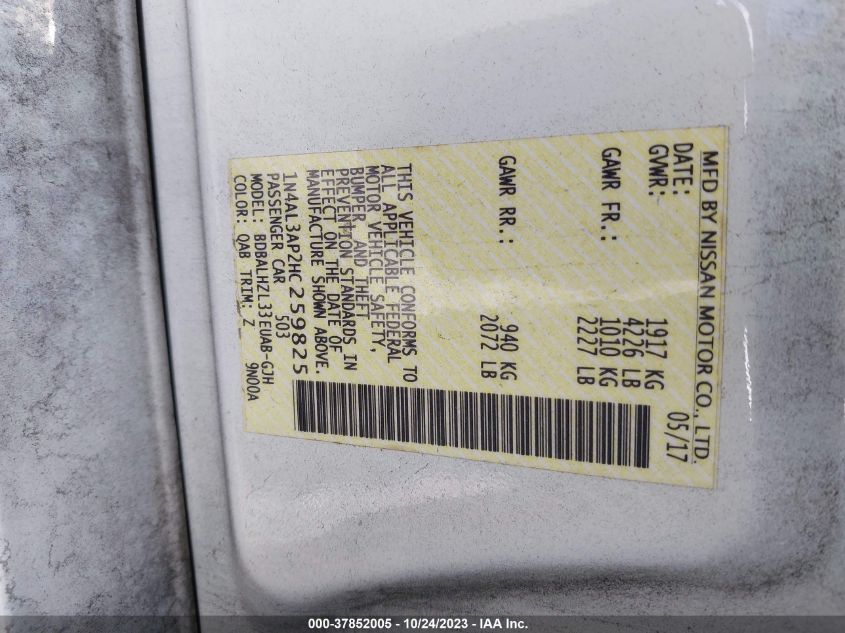 MFD BY NISSAN MOTOR CO., LTD.
DATE: 05/17
GVWR: 1917 KG
4226 LB
GAWR FR.: 1010 KG
2227 LB
GAWR RR.: 940 KG
2072 LB
THIS VEHICLE CONFORMS TO
ALL APPLICABLE FEDERAL
MOTOR VEHICLE SAFETY,
BUMPER, AND THEFT
PREVENTION STANDARDS IN
EFFECT ON THE DATE OF
MANUFACTURE SHOWN ABOVE.
1N4AL3AP2HC259825
PASSENGER CAR 503
MODEL: BDBALHZL33EUAB-GJH
COLOR: QAB TRIM: Z 9N00A
000-37852005 - 10/24/2023 - IAA Inc.